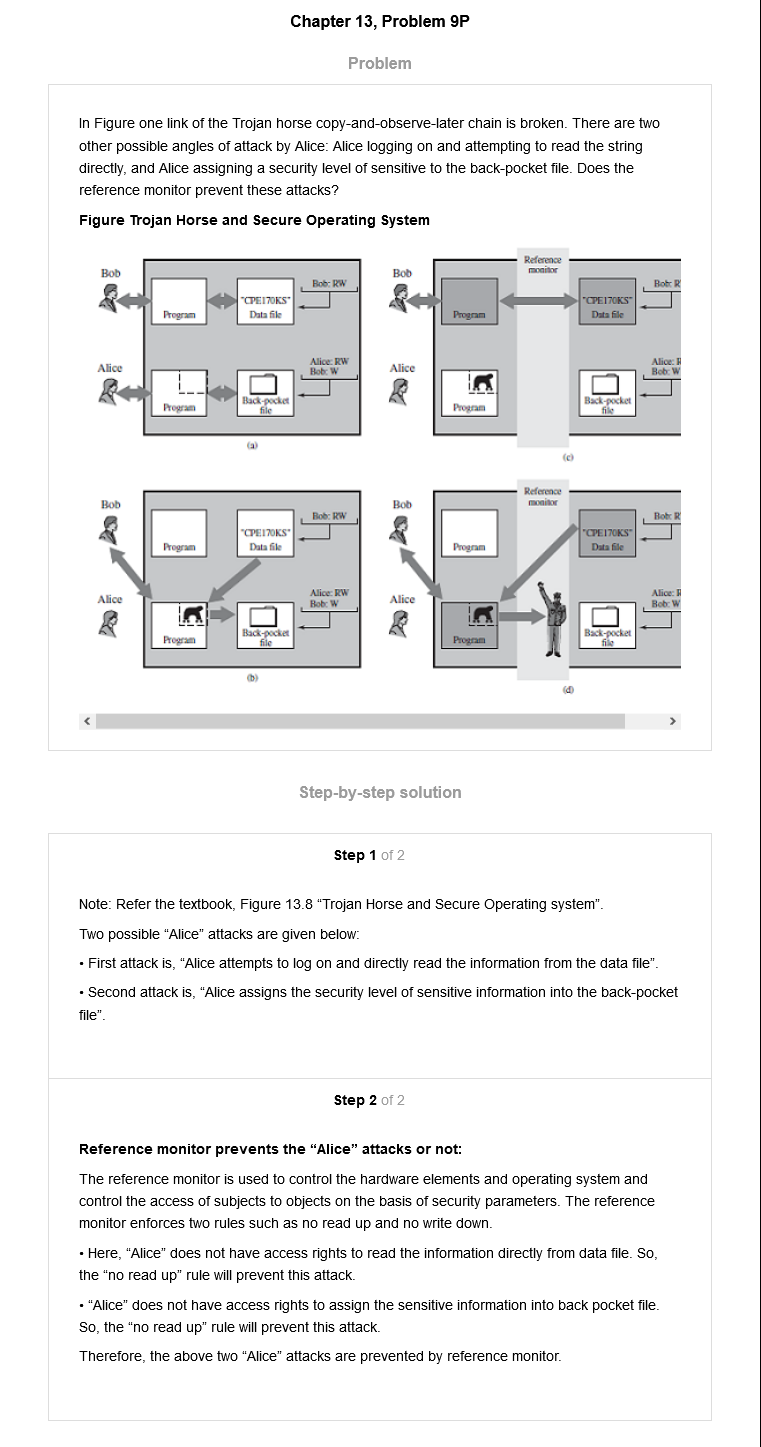 Chapter 13, Problem 9P
Problem
In Figure one link of the Trojan horse copy-and-observe-later chain is broken. There are two
other possible angles of attack by Alice: Alice logging on and attempting to read the string
directly, and Alice assigning a security level of sensitive to the back-pocket file. Does the
reference monitor prevent these attacks?
Figure Trojan Horse and Secure Operating System
Bob
Program
"CPE170KS"
Data file
Bob: RW
Alice
Program
Back-pocket
file
Alice: RW
Bob: W
(a)
Bob
Program
Reference
monitor
"CPE170KS"
Data file
Bob: R
Alice
Program
Back-pocket
file
Alice: R
Bob: W
(c)
Bob
Program
"CPE170KS"
Data file
Bob: RW
Alice
Program
Back-pocket
file
Alice: RW
Bob: W
(b)
Bob
Program
Reference
monitor
"CPE170KS"
Data file
Bob: R
Alice
Program
Back-pocket
file
Alice: R
Bob: W
(d)
Step-by-step solution
Step 1 of 2
Note: Refer the textbook, Figure 13.8 “Trojan Horse and Secure Operating system”.
Two possible “Alice” attacks are given below:
• First attack is, “Alice attempts to log on and directly read the information from the data file”.
• Second attack is, “Alice assigns the security level of sensitive information into the back-pocket
file”.
Step 2 of 2
Reference monitor prevents the “Alice” attacks or not:
The reference monitor is used to control the hardware elements and operating system and
control the access of subjects to objects on the basis of security parameters. The reference
monitor enforces two rules such as no read up and no write down.
• Here, “Alice” does not have access rights to read the information directly from data file. So,
the “no read up” rule will prevent this attack.
• “Alice” does not have access rights to assign the sensitive information into back pocket file.
So, the “no read up” rule will prevent this attack.
Therefore, the above two “Alice” attacks are prevented by reference monitor.